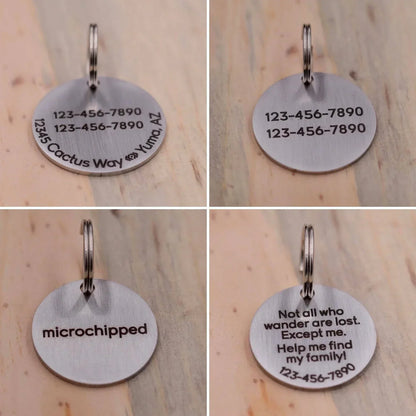 123-456-7890
123-456-7890
12345 Cactus Way Yuma, AZ
123-456-7890
123-456-7890
microchipped
Not all who
wander are lost.
Except me.
Help me find
my family!
123-456-7890